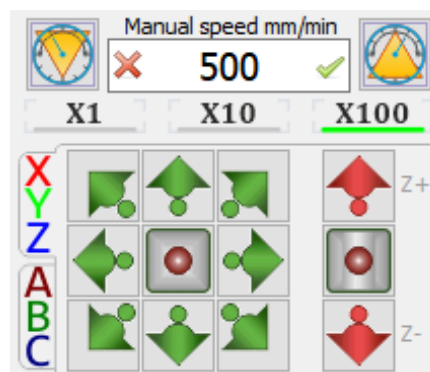 Manual speed mm/min
500
X1 X10 X100
X
Y
Z
Z+
A
B
C
Z-